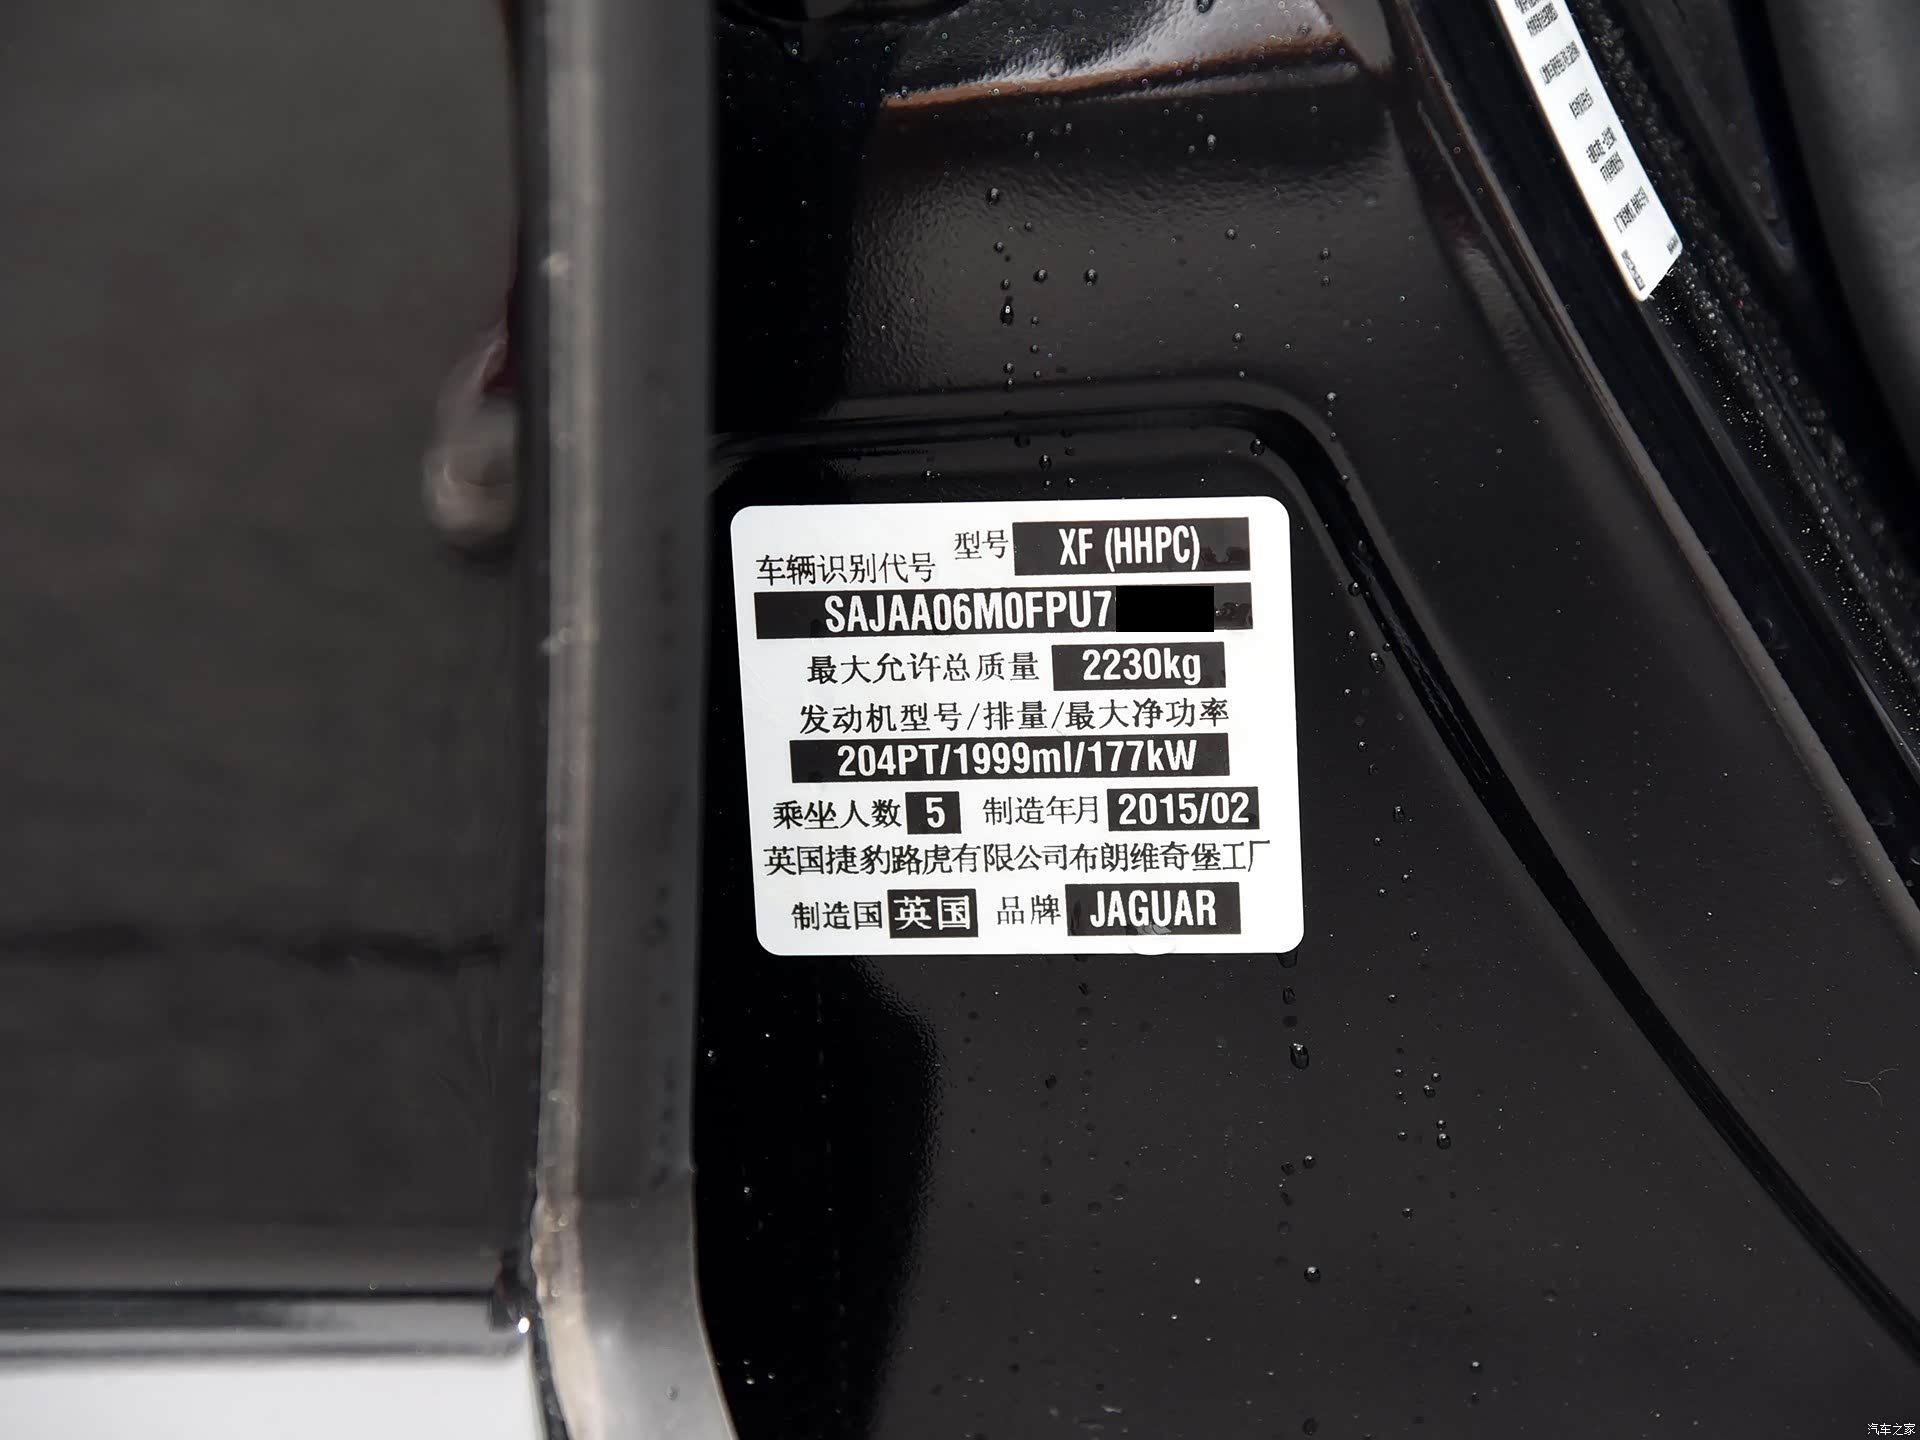 型号 XF (HHPC)
车辆识别代号
SAJAA06M0FPU7
最大允许总质量 2230kg
发动机型号/排量/最大净功率
204PT/1999ml/177kW
乘坐人数 5 制造年月 2015/02
英国捷豹路虎有限公司布朗维奇堡工厂
制造国 英国 品牌 JAGUAR
汽车之家